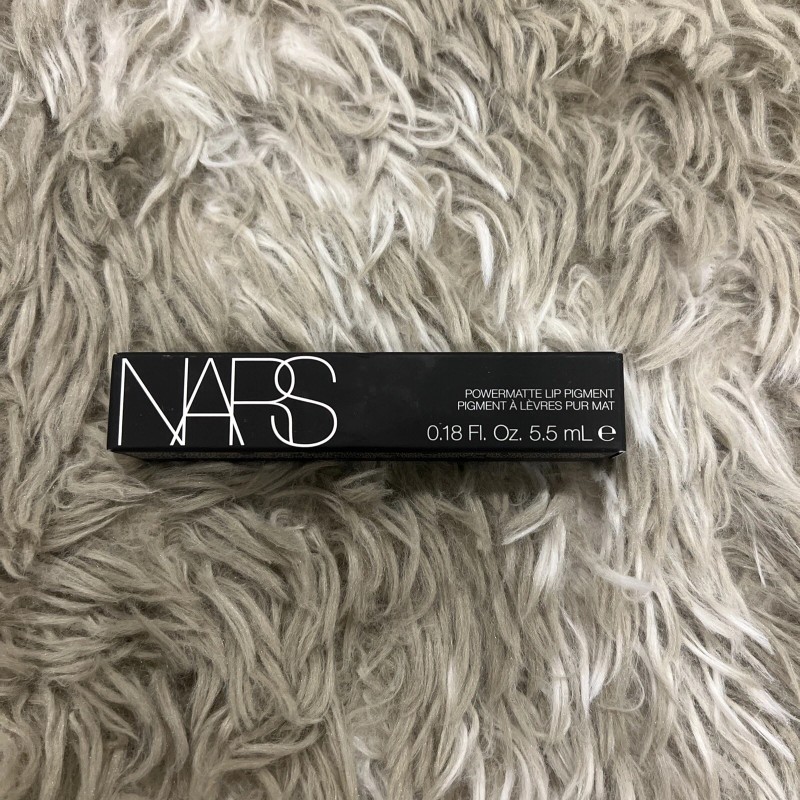 NARS
POWERMATTE LIP PIGMENT
PIGMENT À LÈVRES PUR MAT
0.18 Fl. Oz. 5.5 mL ℮